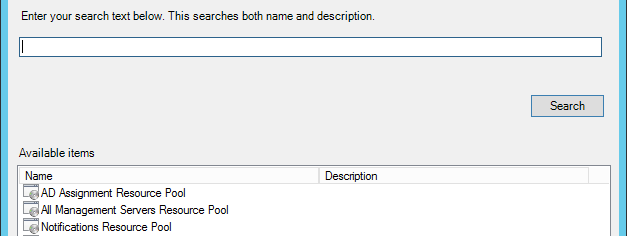 Enter your search text below. This searches both name and description.
Search
Available items
Name Description
AD Assignment Resource Pool
All Management Servers Resource Pool
Notifications Resource Pool